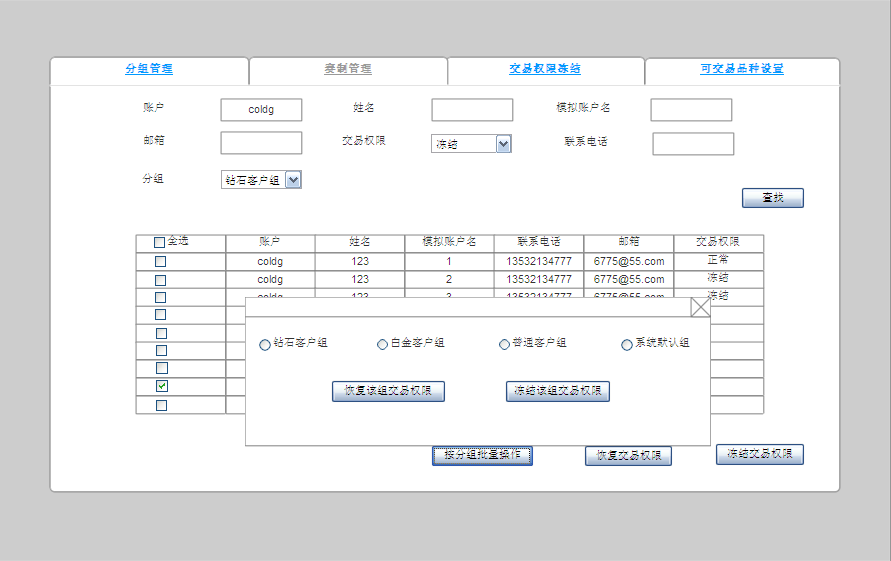 分组管理 赛制管理 交易权限冻结 可交易品种设置
账户 coldg 姓名 模拟账户名
邮箱 交易权限 冻结 联系电话
分组 钻石客户组
查找
全选 账户 姓名 模拟账户名 联系电话 邮箱 交易权限
coldg 123 1 13532134777 6775@55.com 正常
coldg 123 2 13532134777 6775@55.com 冻结
coldg 123 3 13532134777 6775@55.com 冻结
钻石客户组 白金客户组 普通客户组 系统默认组
恢复该组交易权限 冻结该组交易权限
按分组批量操作 恢复交易权限 冻结交易权限